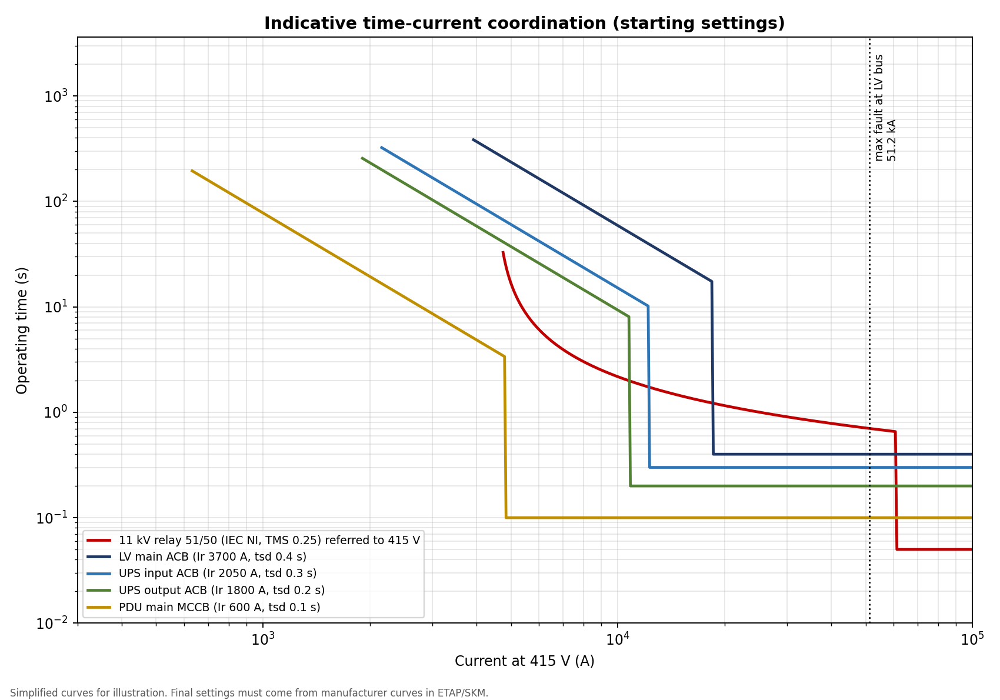 Indicative time-current coordination (starting settings)
max fault at LV bus
51.2 kA
Operating time (s)
10³
10²
10¹
10⁰
10⁻¹
10⁻²
11 kV relay 51/50 (IEC NI, TMS 0.25) referred to 415 V
LV main ACB (Ir 3700 A, tsd 0.4 s)
UPS input ACB (Ir 2050 A, tsd 0.3 s)
UPS output ACB (Ir 1800 A, tsd 0.2 s)
PDU main MCCB (Ir 600 A, tsd 0.1 s)
10³ 10⁴ 10⁵
Current at 415 V (A)
Simplified curves for illustration. Final settings must come from manufacturer curves in ETAP/SKM.